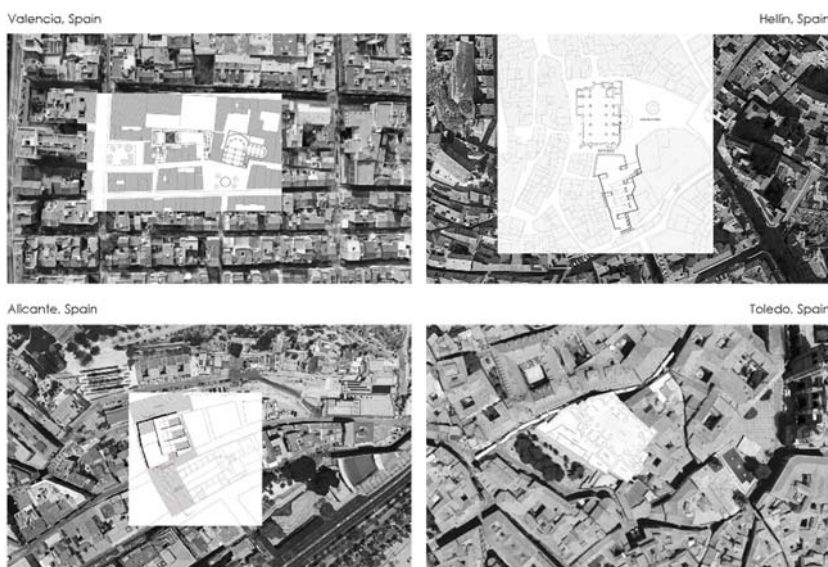 Valencia, Spain
Hellín, Spain
Alicante, Spain
Toledo, Spain